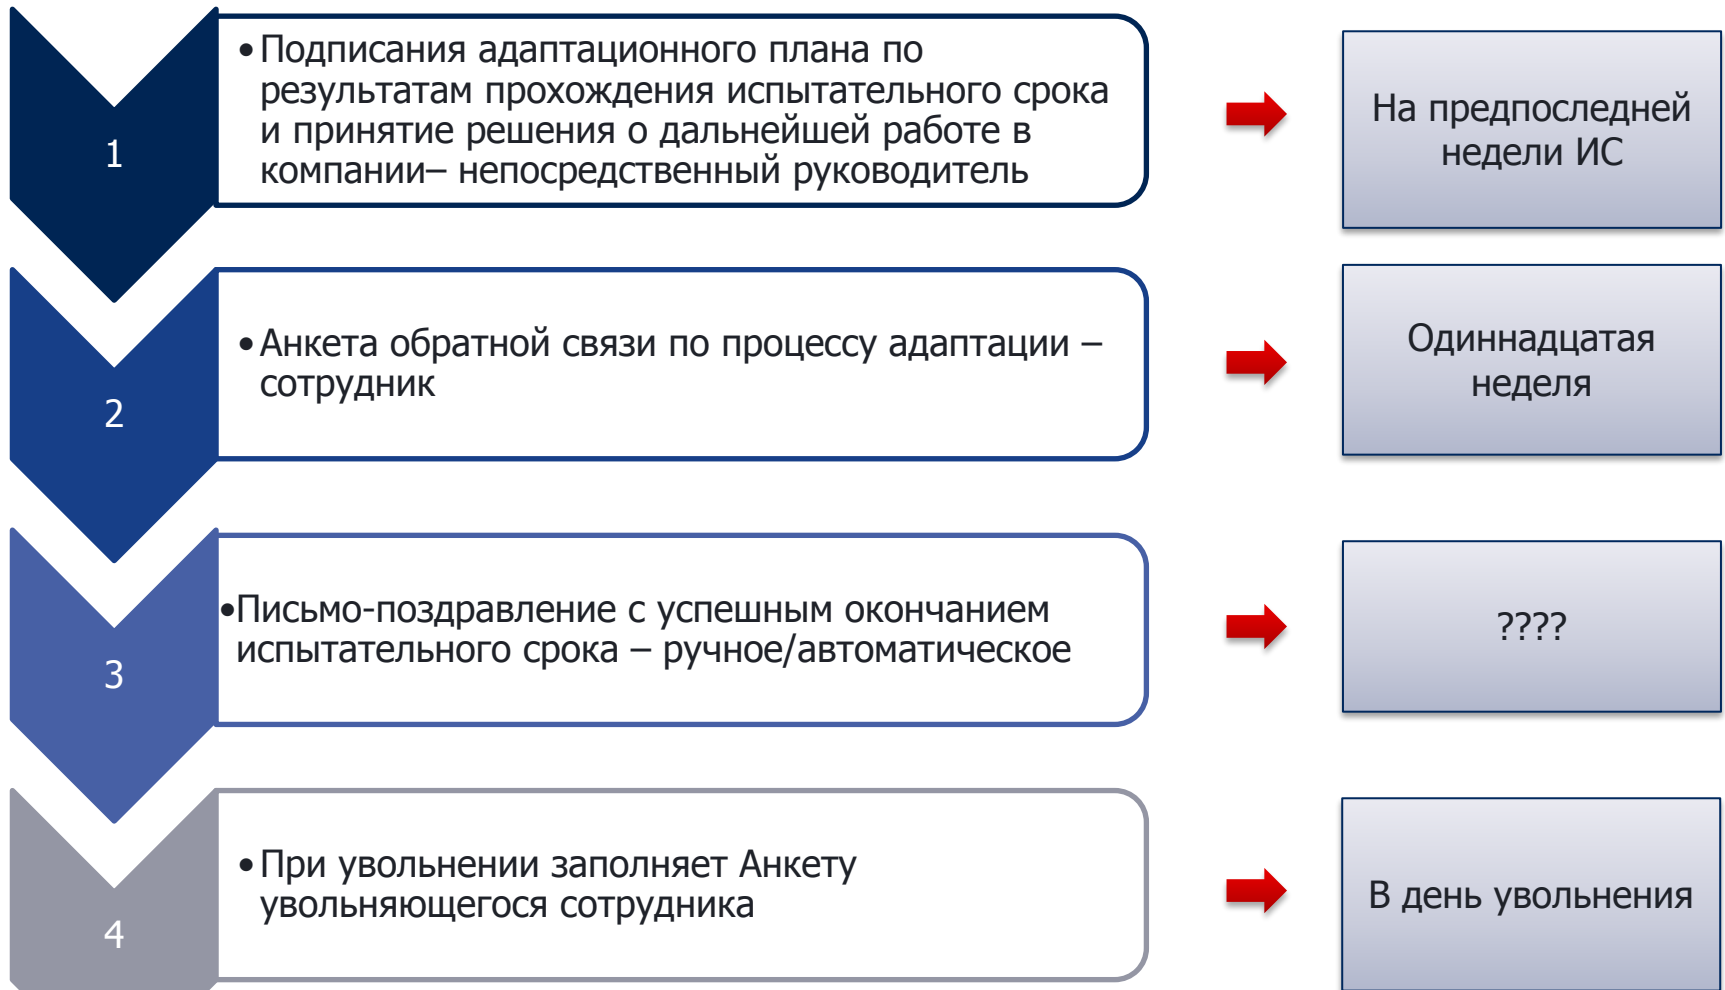 1
•Подписания адаптационного плана по
результатам прохождения испытательного срока
и принятие решения о дальнейшей работе в
компании– непосредственный руководитель
На предпоследней
недели ИС
2
•Анкета обратной связи по процессу адаптации –
сотрудник
Одиннадцатая
неделя
3
•Письмо-поздравление с успешным окончанием
испытательного срока – ручное/автоматическое
????
4
•При увольнении заполняет Анкету
увольняющегося сотрудника
В день увольнения